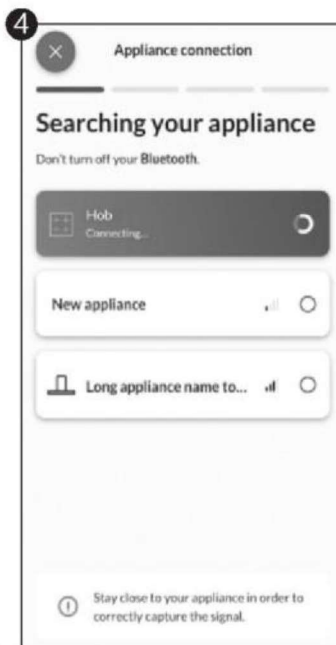 4
Appliance connection
Searching your appliance
Don't turn off your Bluetooth.
Hob
Connecting...
New appliance
Long appliance name to...
Stay close to your appliance in order to
correctly capture the signal.